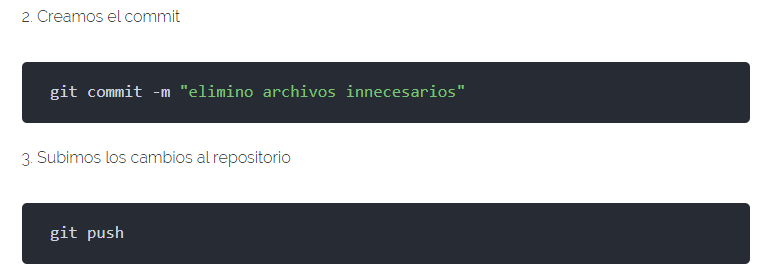 2. Creamos el commit
git commit -m "elimino archivos innecesarios"
3. Subimos los cambios al repositorio
git push